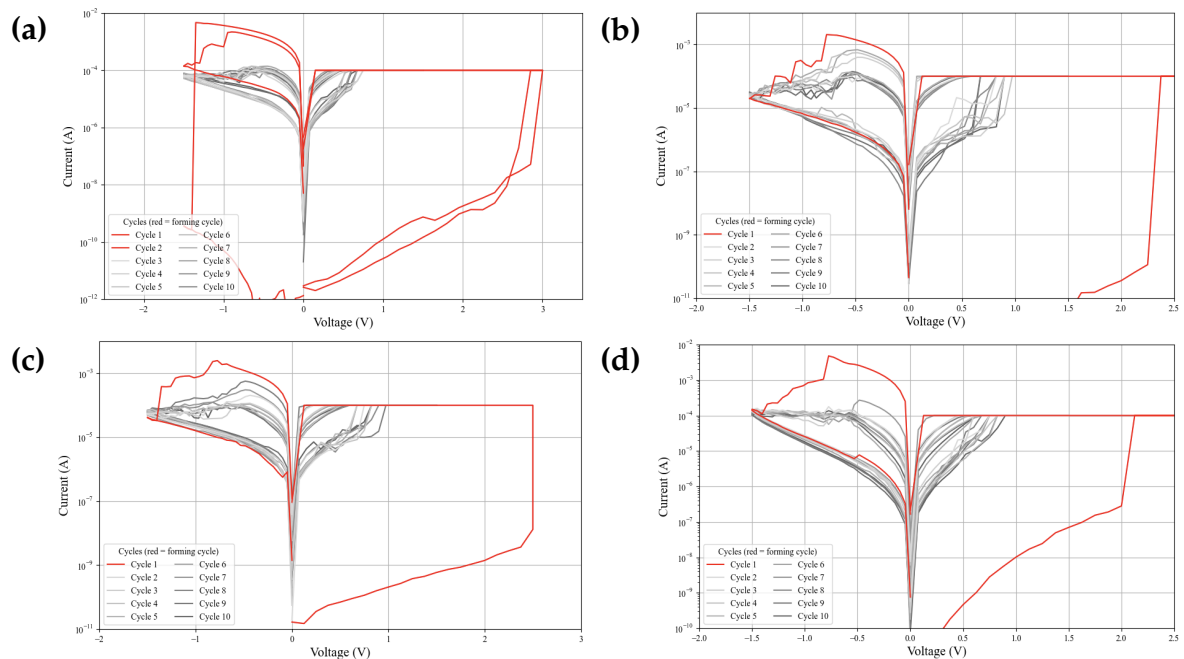 (a)
10⁻²
10⁻⁴
10⁻⁶
10⁻⁸
10⁻¹⁰
10⁻¹²
Current (A)
Cycles (red = forming cycle)
Cycle 1 Cycle 6
Cycle 2 Cycle 7
Cycle 3 Cycle 8
Cycle 4 Cycle 9
Cycle 5 Cycle 10
−2 −1 0 1 2 3
Voltage (V)
(b)
10⁻³
10⁻⁵
10⁻⁷
10⁻⁹
10⁻¹¹
Current (A)
Cycles (red = forming cycle)
Cycle 1 Cycle 6
Cycle 2 Cycle 7
Cycle 3 Cycle 8
Cycle 4 Cycle 9
Cycle 5 Cycle 10
−2.0 −1.5 −1.0 −0.5 0.0 0.5 1.0 1.5 2.0 2.5
Voltage (V)
(c)
10⁻³
10⁻⁵
10⁻⁷
10⁻⁹
10⁻¹¹
Current (A)
Cycles (red = forming cycle)
Cycle 1 Cycle 6
Cycle 2 Cycle 7
Cycle 3 Cycle 8
Cycle 4 Cycle 9
Cycle 5 Cycle 10
−2 −1 0 1 2 3
Voltage (V)
(d)
10⁻²
10⁻³
10⁻⁴
10⁻⁵
10⁻⁶
10⁻⁷
10⁻⁸
10⁻⁹
10⁻¹⁰
Current (A)
Cycles (red = forming cycle)
Cycle 1 Cycle 6
Cycle 2 Cycle 7
Cycle 3 Cycle 8
Cycle 4 Cycle 9
Cycle 5 Cycle 10
−2.0 −1.5 −1.0 −0.5 0.0 0.5 1.0 1.5 2.0 2.5
Voltage (V)